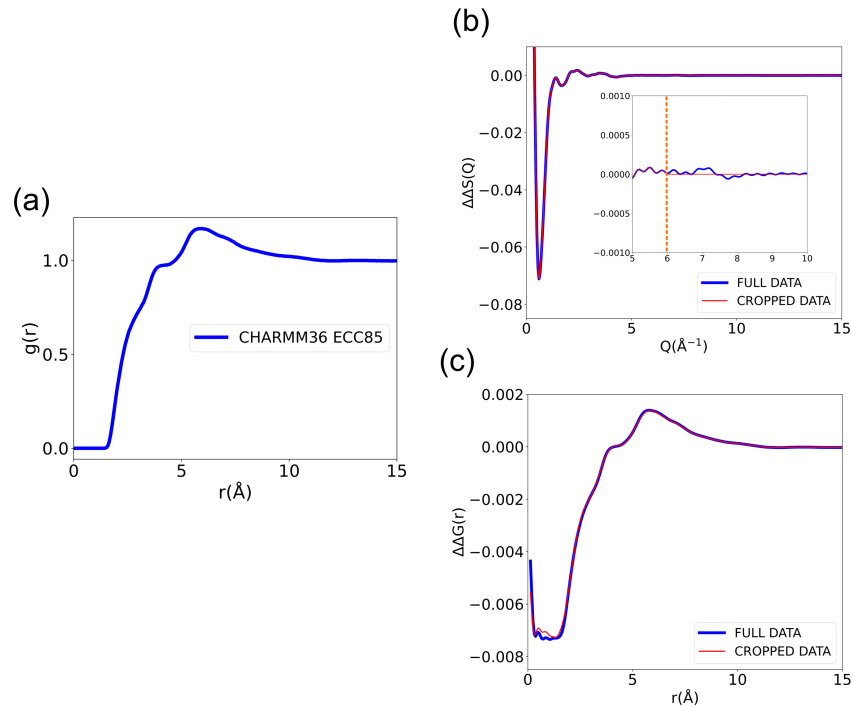 (a)
g(r)
1.0
0.5
0.0
0
5
10
15
r(Å)
CHARMM36 ECC85
(b)
ΔΔS(Q)
0.00
−0.02
−0.04
−0.06
−0.08
0
5
10
15
Q(Å⁻¹)
0.0010
0.0005
0.0000
−0.0005
−0.0010
5
6
7
8
9
10
FULL DATA
CROPPED DATA
(c)
ΔΔG(r)
0.002
0.000
−0.002
−0.004
−0.006
−0.008
0
5
10
15
r(Å)
FULL DATA
CROPPED DATA